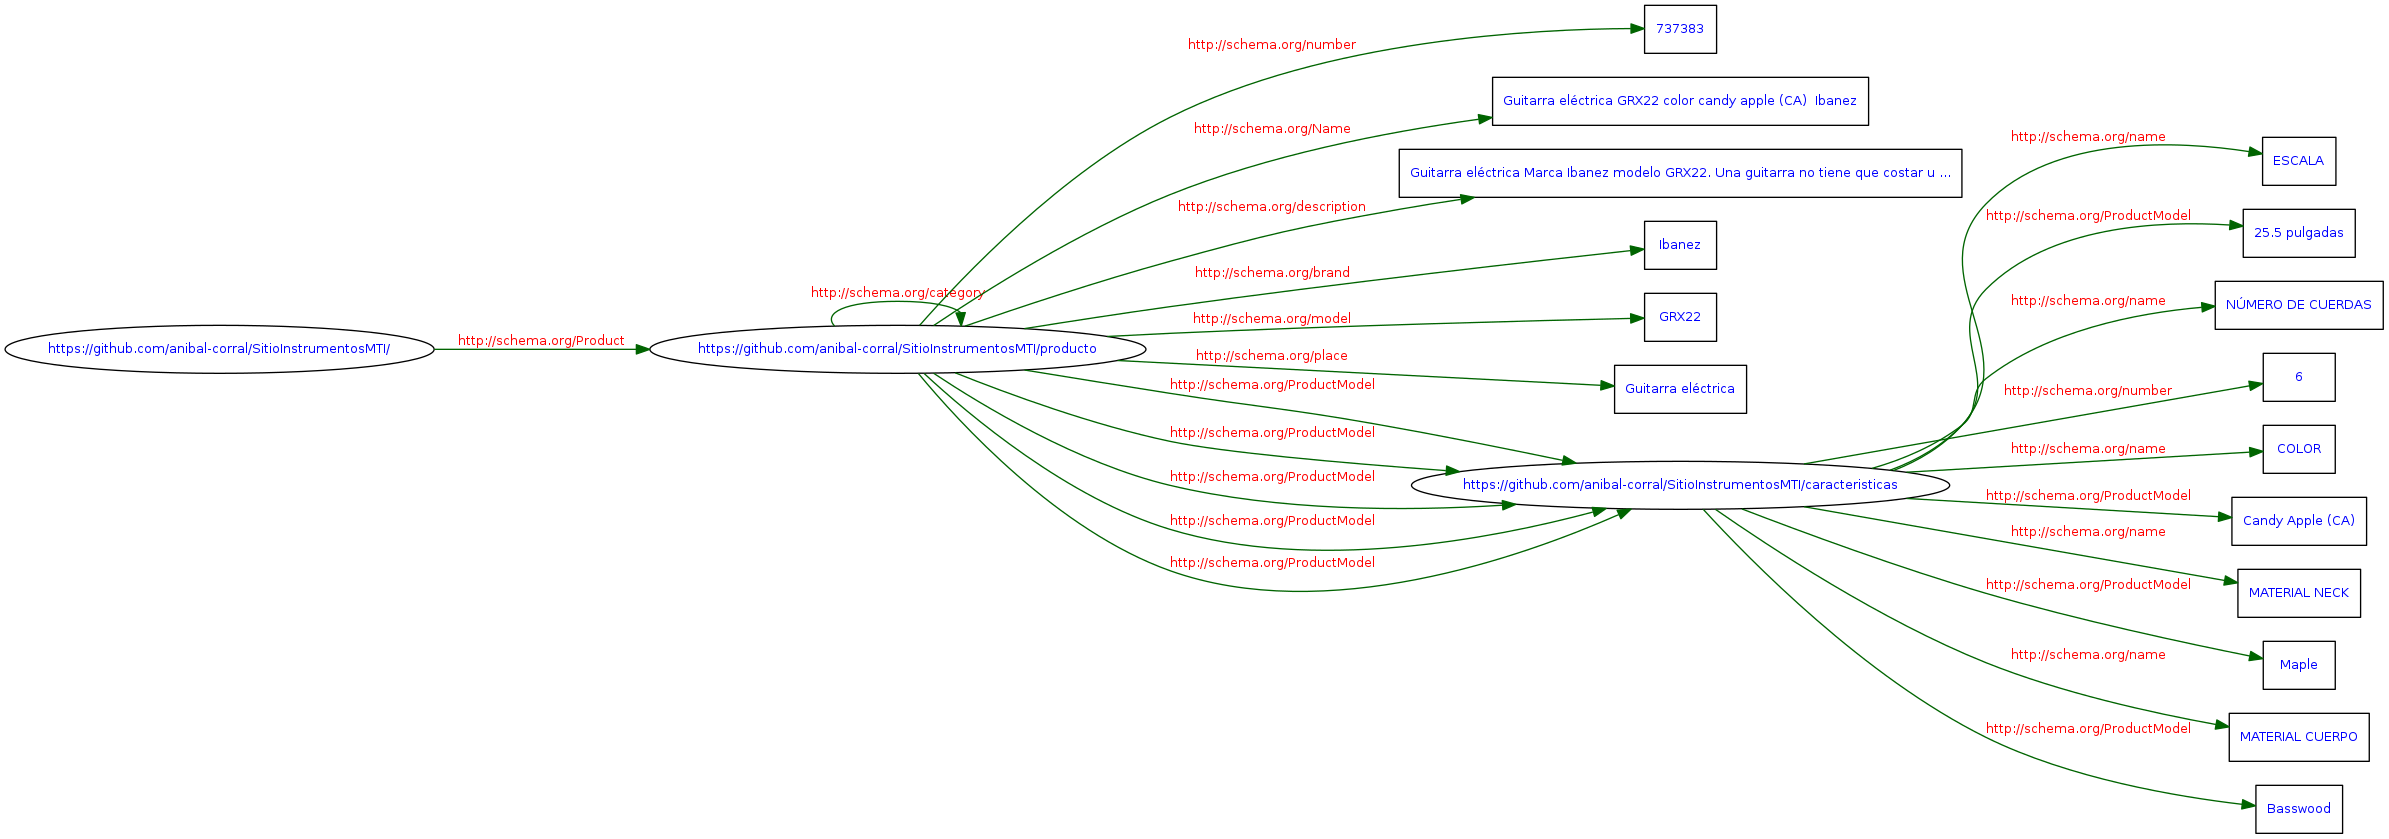 https://github.com/anibal-corral/SitioInstrumentosMTI/
http://schema.org/Product
http://schema.org/category
https://github.com/anibal-corral/SitioInstrumentosMTI/producto
http://schema.org/number
737383
http://schema.org/Name
Guitarra eléctrica GRX22 color candy apple (CA)  Ibanez
http://schema.org/description
Guitarra eléctrica Marca Ibanez modelo GRX22. Una guitarra no tiene que costar u ...
http://schema.org/brand
Ibanez
http://schema.org/model
GRX22
http://schema.org/place
Guitarra eléctrica
http://schema.org/ProductModel
http://schema.org/ProductModel
http://schema.org/ProductModel
http://schema.org/ProductModel
http://schema.org/ProductModel
https://github.com/anibal-corral/SitioInstrumentosMTI/caracteristicas
http://schema.org/name
ESCALA
http://schema.org/ProductModel
25.5 pulgadas
http://schema.org/name
NÚMERO DE CUERDAS
http://schema.org/number
6
http://schema.org/name
COLOR
http://schema.org/ProductModel
Candy Apple (CA)
http://schema.org/name
MATERIAL NECK
http://schema.org/ProductModel
Maple
http://schema.org/name
MATERIAL CUERPO
http://schema.org/ProductModel
Basswood